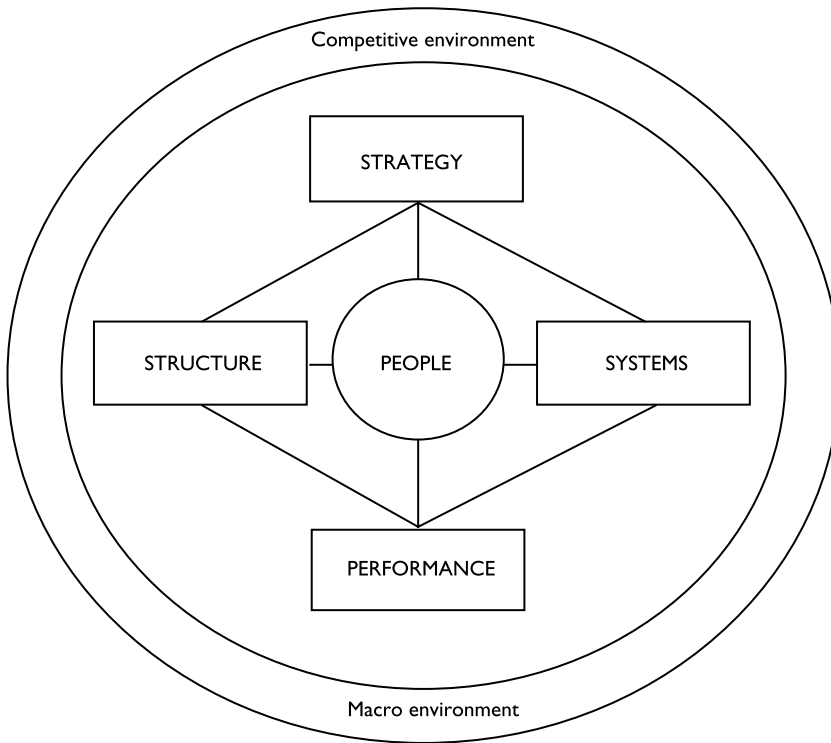 Competitive environment
STRATEGY
STRUCTURE
PEOPLE
SYSTEMS
PERFORMANCE
Macro environment